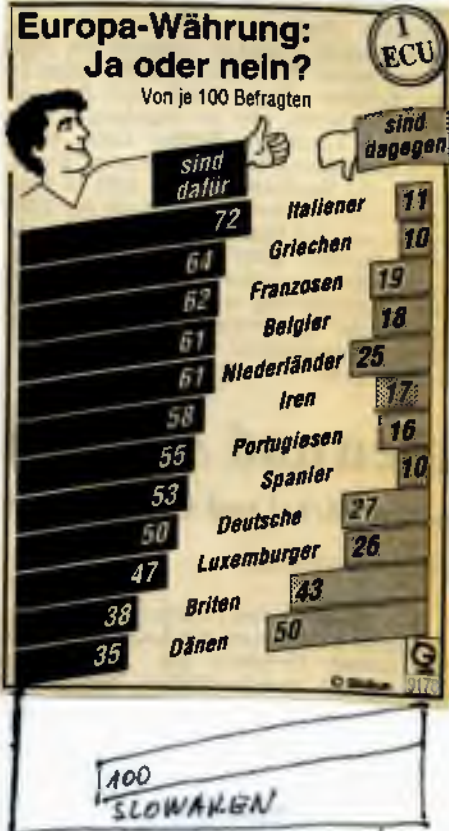 Europa-Währung:
Ja oder nein?
Von je 100 Befragten
1
ECU
sind
dafür
sind
dagegen
72 Italiener 11
64 Griechen 10
62 Franzosen 19
61 Belgier 18
61 Niederländer 25
58 Iren 17
55 Portugiesen 16
53 Spanier 10
50 Deutsche 27
47 Luxemburger 26
38 Briten 43
35 Dänen 50
G
©
100
SLOWAKEN